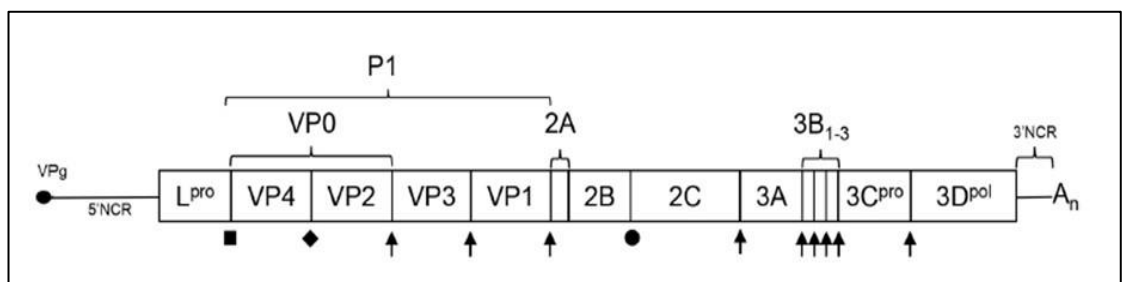 P1
VP0
2A
3B1-3
3'NCR
VPg
5'NCR
Lpro
VP4
VP2
VP3
VP1
2B
2C
3A
3Cpro
3Dpol
An